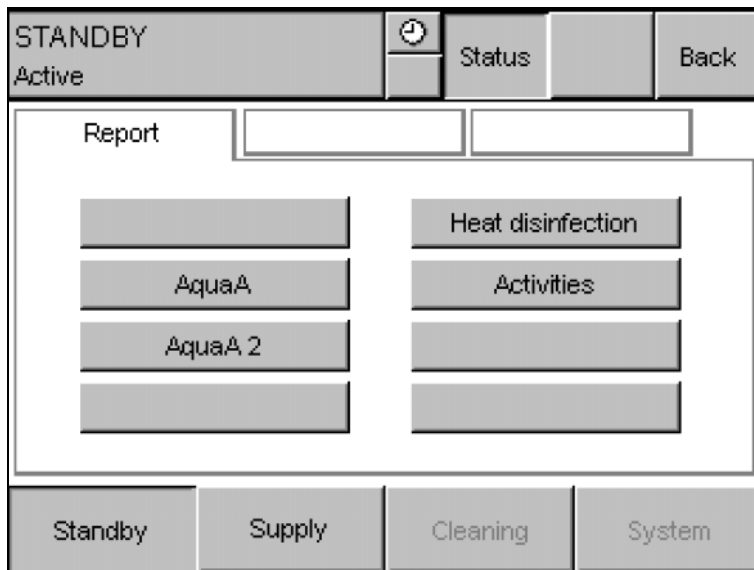 STANDBY
Active
Status
Back
Report
Heat disinfection
AquaA
Activities
AquaA 2
Standby
Supply
Cleaning
System